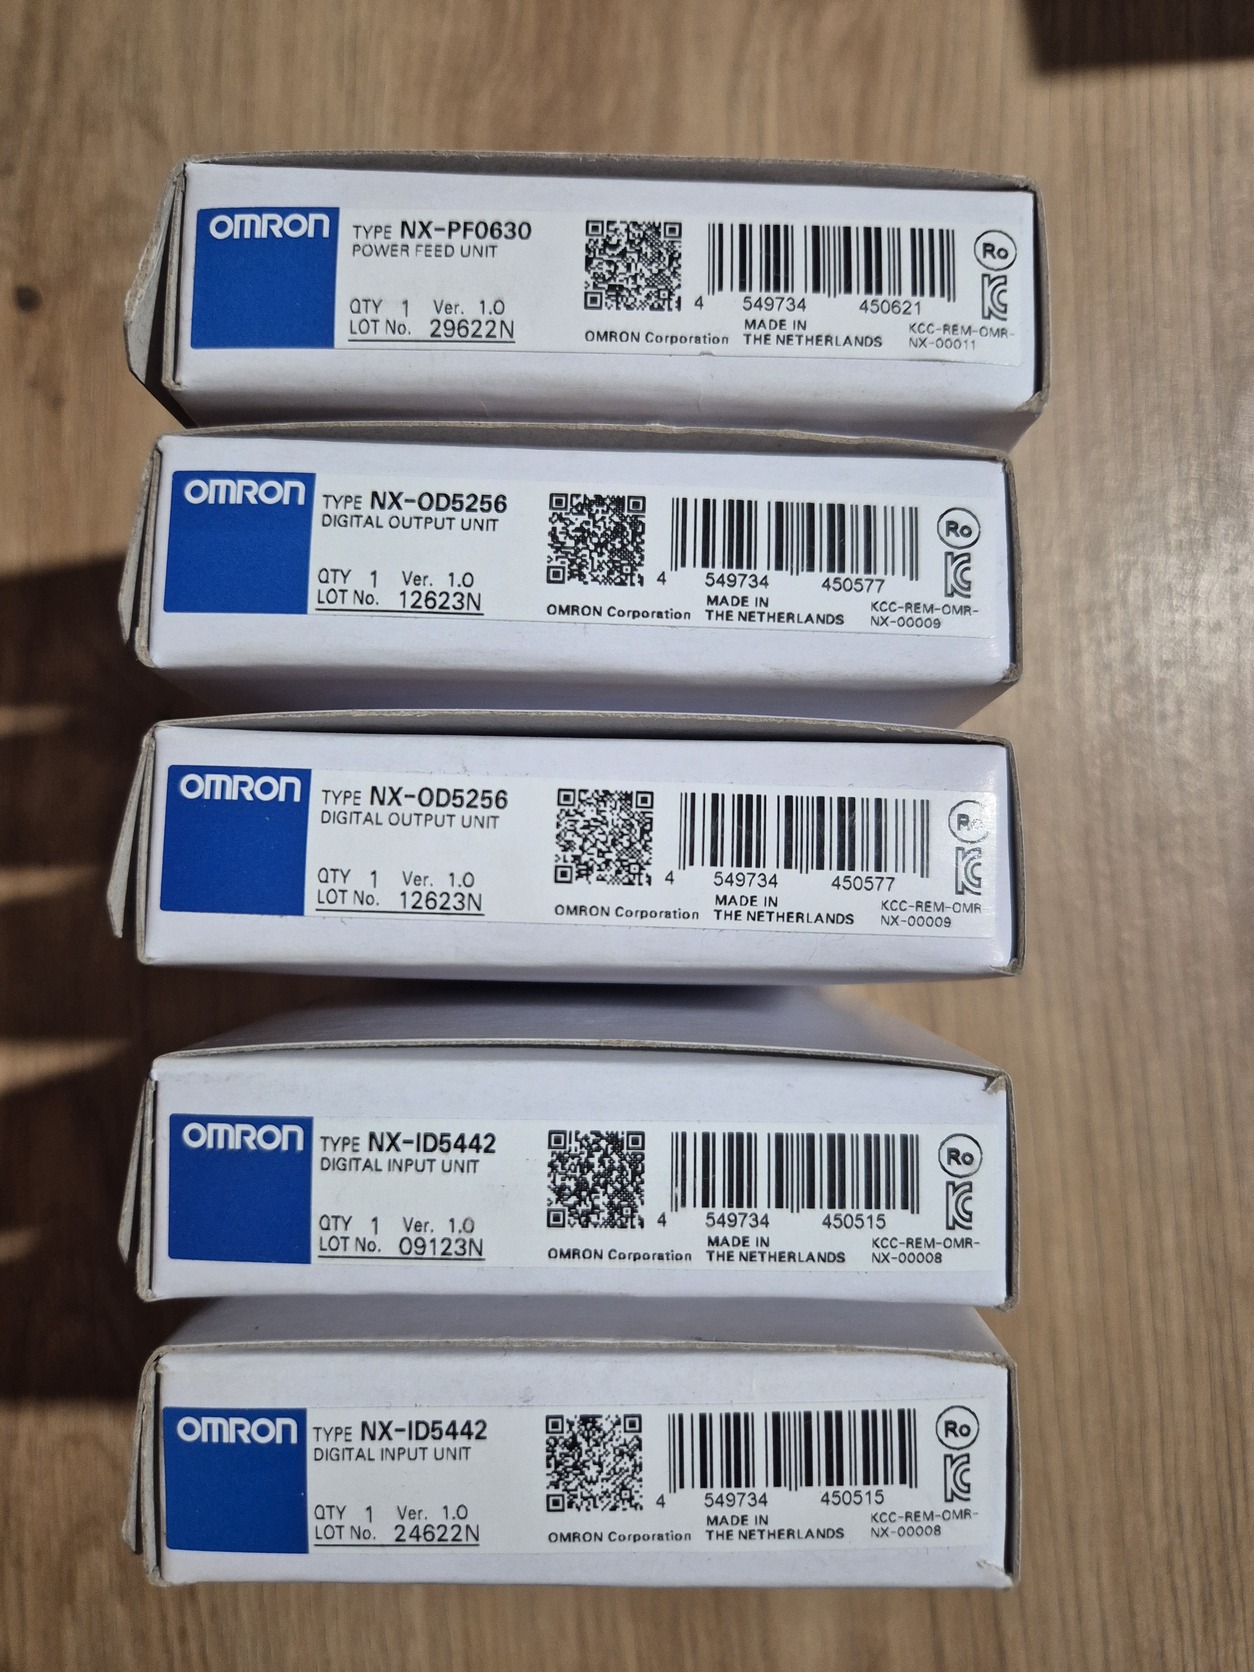 OMRON
TYPE NX-PF0630
POWER FEED UNIT
QTY 1 Ver. 1.0
LOT No. 29622N
4 549734 450621
OMRON Corporation
MADE IN
THE NETHERLANDS
Ro
KCC-REM-OMR-
NX-00011
OMRON
TYPE NX-OD5256
DIGITAL OUTPUT UNIT
QTY 1 Ver. 1.0
LOT No. 12623N
4 549734 450577
OMRON Corporation
MADE IN
THE NETHERLANDS
Ro
KCC-REM-OMR-
NX-00009
OMRON
TYPE NX-OD5256
DIGITAL OUTPUT UNIT
QTY 1 Ver. 1.0
LOT No. 12623N
4 549734 450577
OMRON Corporation
MADE IN
THE NETHERLANDS
Ro
KCC-REM-OMR
NX-00009
OMRON
TYPE NX-ID5442
DIGITAL INPUT UNIT
QTY 1 Ver. 1.0
LOT No. 09123N
4 549734 450515
OMRON Corporation
MADE IN
THE NETHERLANDS
Ro
KCC-REM-OMR-
NX-00008
OMRON
TYPE NX-ID5442
DIGITAL INPUT UNIT
QTY 1 Ver. 1.0
LOT No. 24622N
4 549734 450515
OMRON Corporation
MADE IN
THE NETHERLANDS
Ro
KCC-REM-OMR-
NX-00008